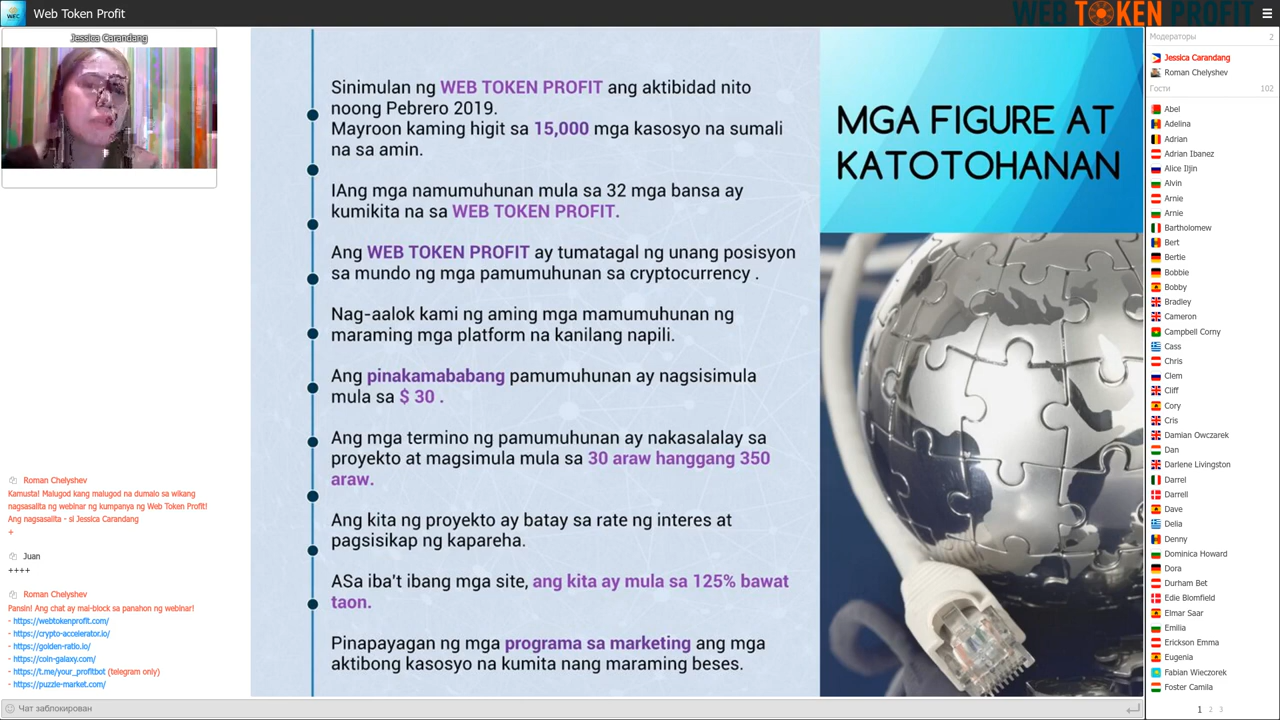 WEC
Web Token Profit
WEB TOKEN PROFIT
Jessica Carandang
Sinimulan ng WEB TOKEN PROFIT ang aktibidad nito
noong Pebrero 2019.
Mayroon kaming higit sa 15,000 mga kasosyo na sumali
na sa amin.
IAng mga namumuhunan mula sa 32 mga bansa ay
kumikita na sa WEB TOKEN PROFIT.
Ang WEB TOKEN PROFIT ay tumatagal ng unang posisyon
sa mundo ng mga pamumuhunan sa cryptocurrency .
Nag-aalok kaming aming mga mamumuhunan ng
maraming mga platform na kanilang napili.
Ang pinakamababang pamumuhunan ay nagsisimula
mula sa $ 30 .
Ang mga termino ng pamumuhunan ay nakasalalay sa
proyekto at magsimula mula sa 30 araw hanggang 350
araw.
Ang kita ng proyekto ay batay sa rate ng interes at
pagsisikap ng kapareha.
ASa iba't ibang mga site, ang kita ay mula sa 125% bawat
taon.
Pinapayagan ng mga programa sa marketing ang mga
aktibong kasosyo na kumita nang maraming beses.
MGA FIGURE AT
KATOTOHANAN
Roman Chelyshev
Kamusta! Malugod kang malugod na dumalo sa wikang
nagsasalita ng webinar ng kumpanya ng Web Token Profit!
Ang nagsasalita - si Jessica Carandang
+
Juan
++++
Roman Chelyshev
Pansin! Ang chat ay mai-block sa panahon ng webinar!
- https://webtokenprofit.com/
- https://crypto-accelerator.io/
- https://golden-ratio.io/
- https://coin-galaxy.com/
- https://t.me/your_profitbot (telegram only)
- https://puzzle-market.com/
Чат заблокирован
Модераторы 2
Jessica Carandang
Roman Chelyshev
Гости 102
Abel
Adelina
Adrian
Adrian Ibanez
Alice Iljin
Alvin
Arnie
Arnie
Bartholomew
Bert
Bertie
Bobbie
Bobby
Bradley
Cameron
Campbell Corny
Cass
Chris
Clem
Cliff
Cory
Cris
Damian Owczarek
Dan
Darlene Livingston
Darrel
Darrell
Dave
Delia
Denny
Dominica Howard
Dora
Durham Bet
Edie Blomfield
Elmar Saar
Emilia
Erickson Emma
Eugenia
Fabian Wieczorek
Foster Camila
1 2 3